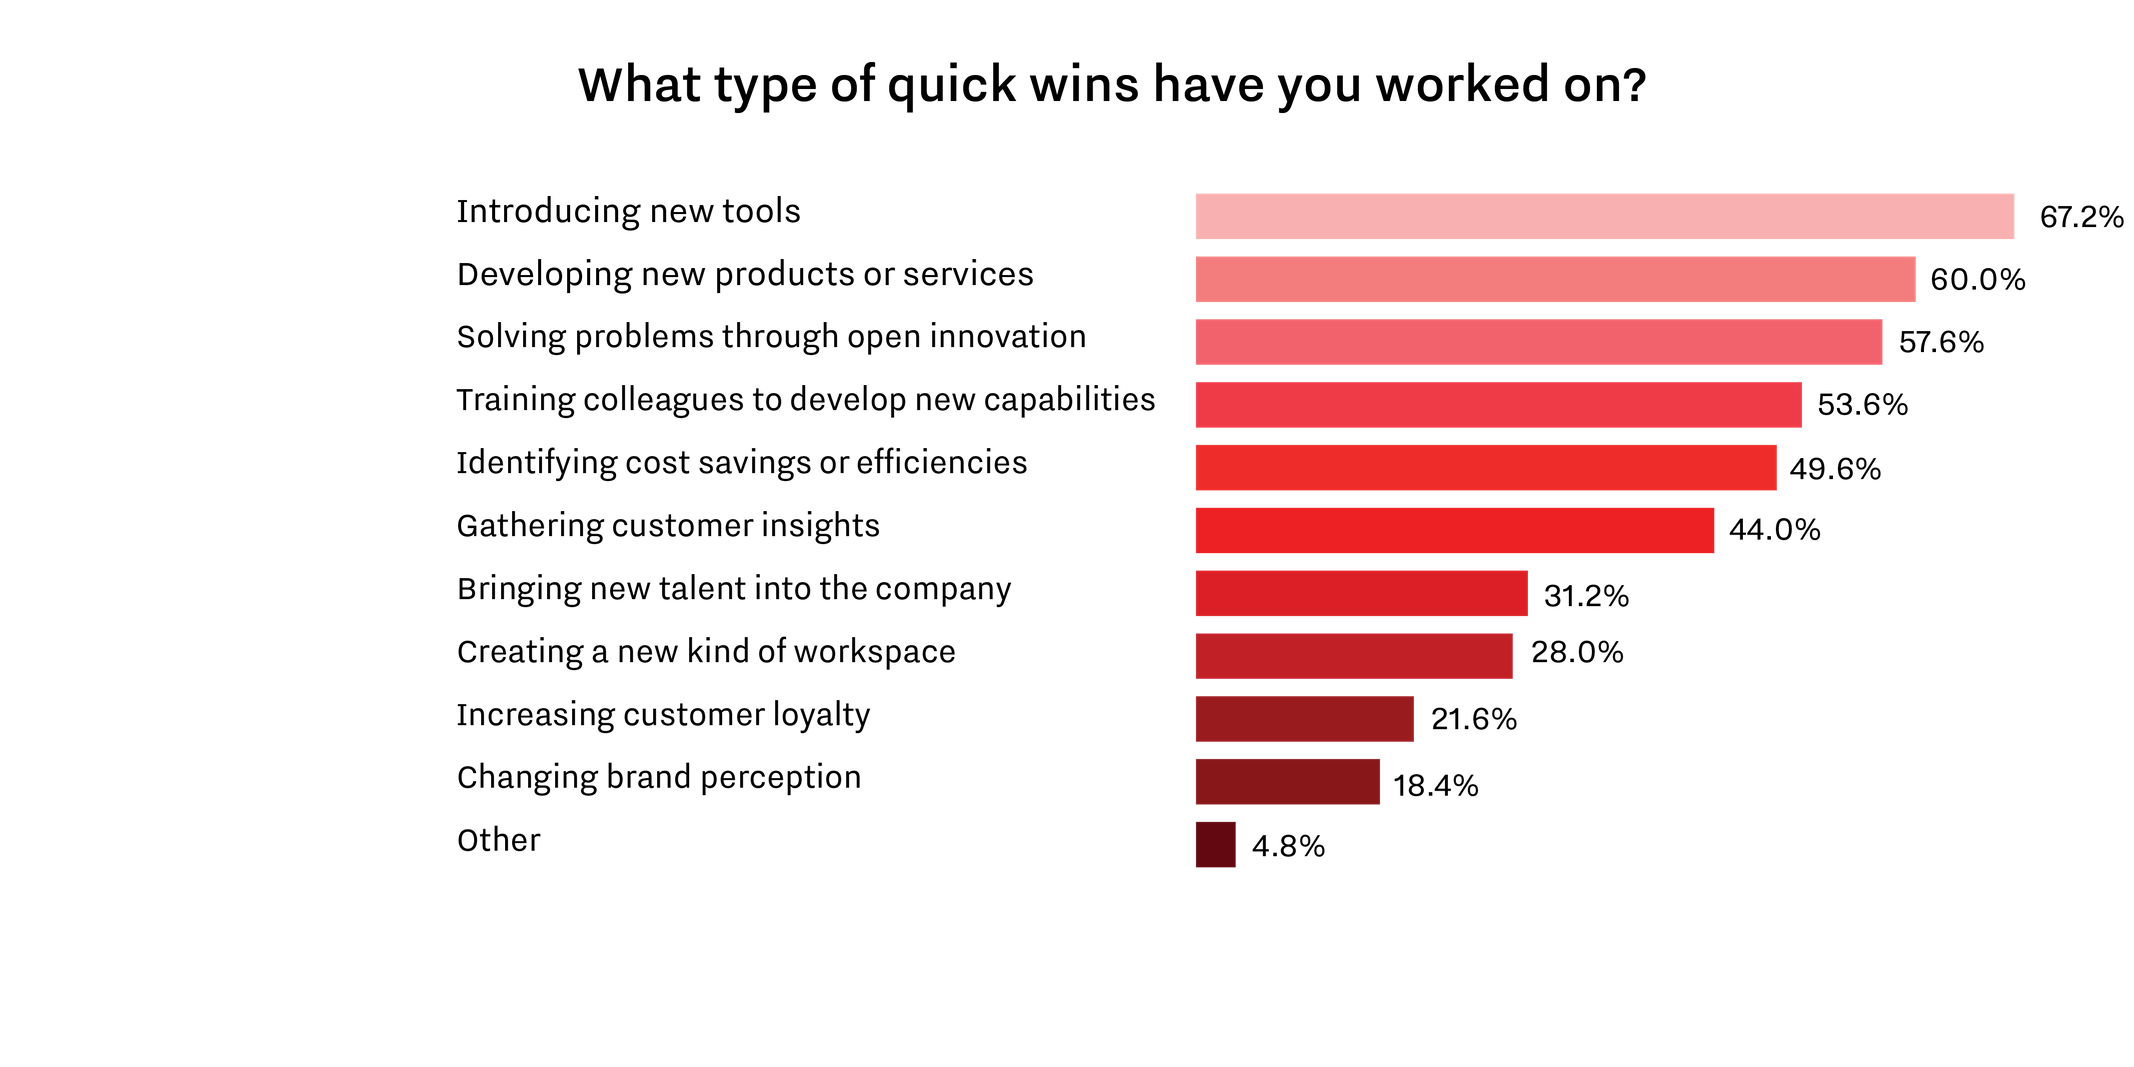 What type of quick wins have you worked on?
Introducing new tools 67.2%
Developing new products or services 60.0%
Solving problems through open innovation 57.6%
Training colleagues to develop new capabilities 53.6%
Identifying cost savings or efficiencies 49.6%
Gathering customer insights 44.0%
Bringing new talent into the company 31.2%
Creating a new kind of workspace 28.0%
Increasing customer loyalty 21.6%
Changing brand perception 18.4%
Other 4.8%